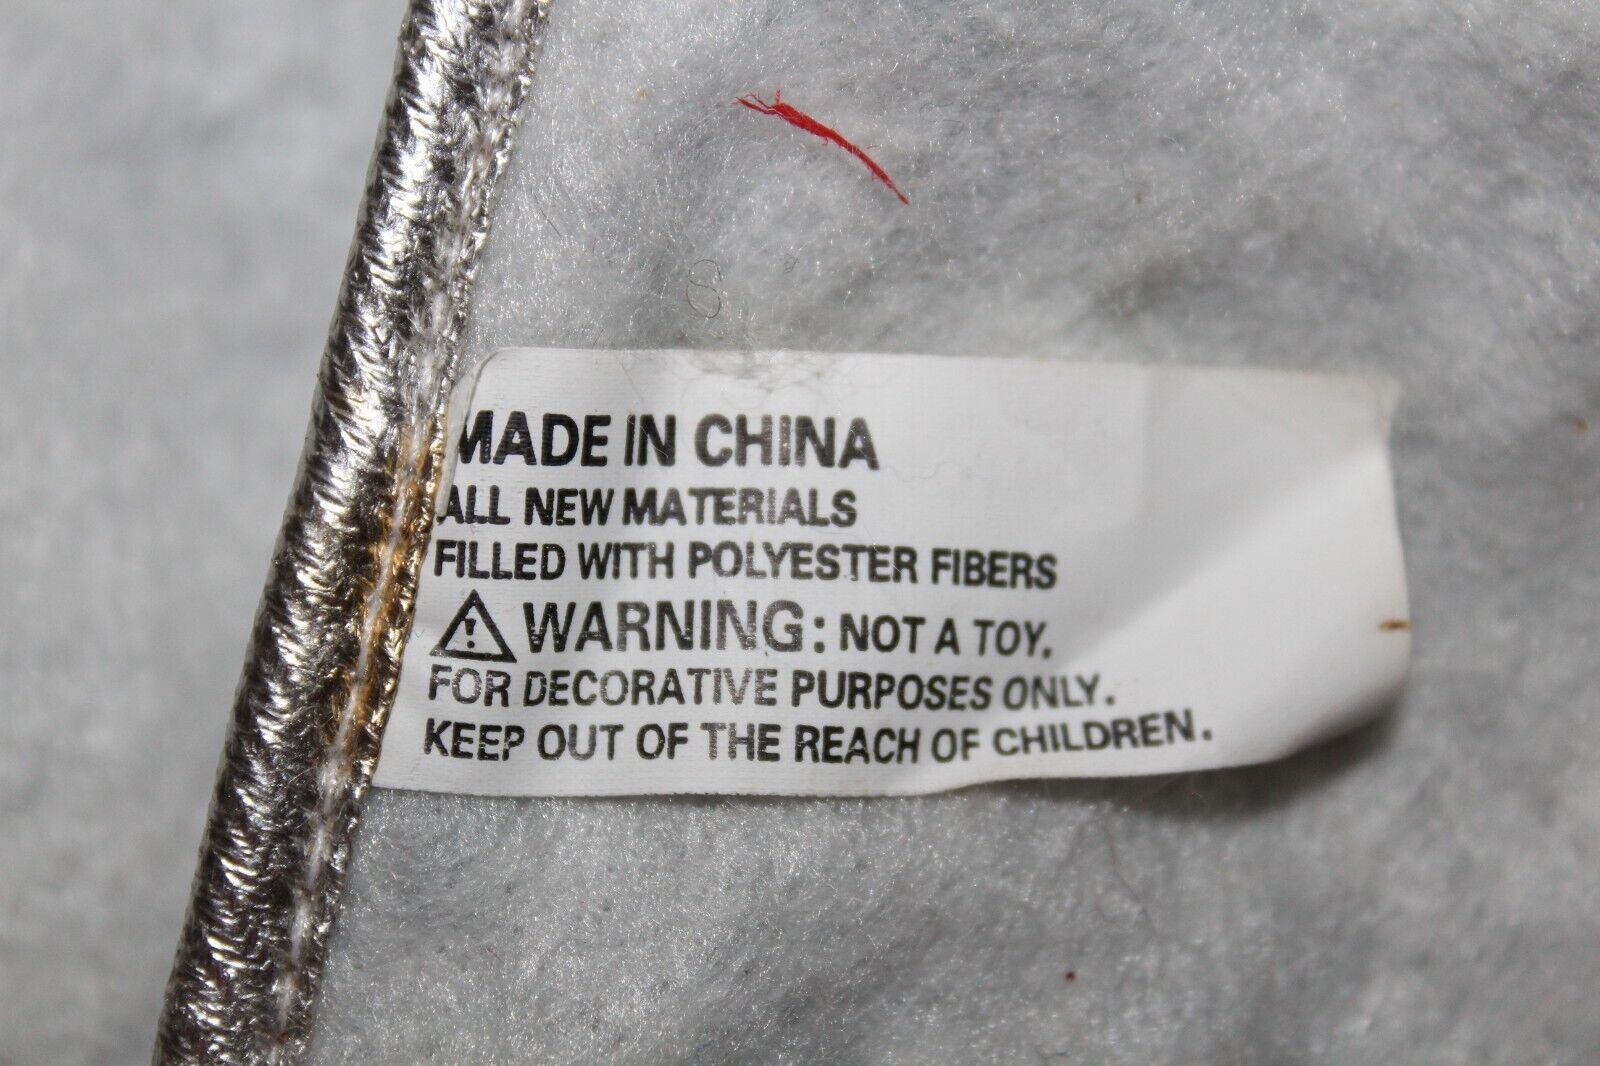 MADE IN CHINA
ALL NEW MATERIALS
FILLED WITH POLYESTER FIBERS
⚠ WARNING: NOT A TOY.
FOR DECORATIVE PURPOSES ONLY.
KEEP OUT OF THE REACH OF CHILDREN.